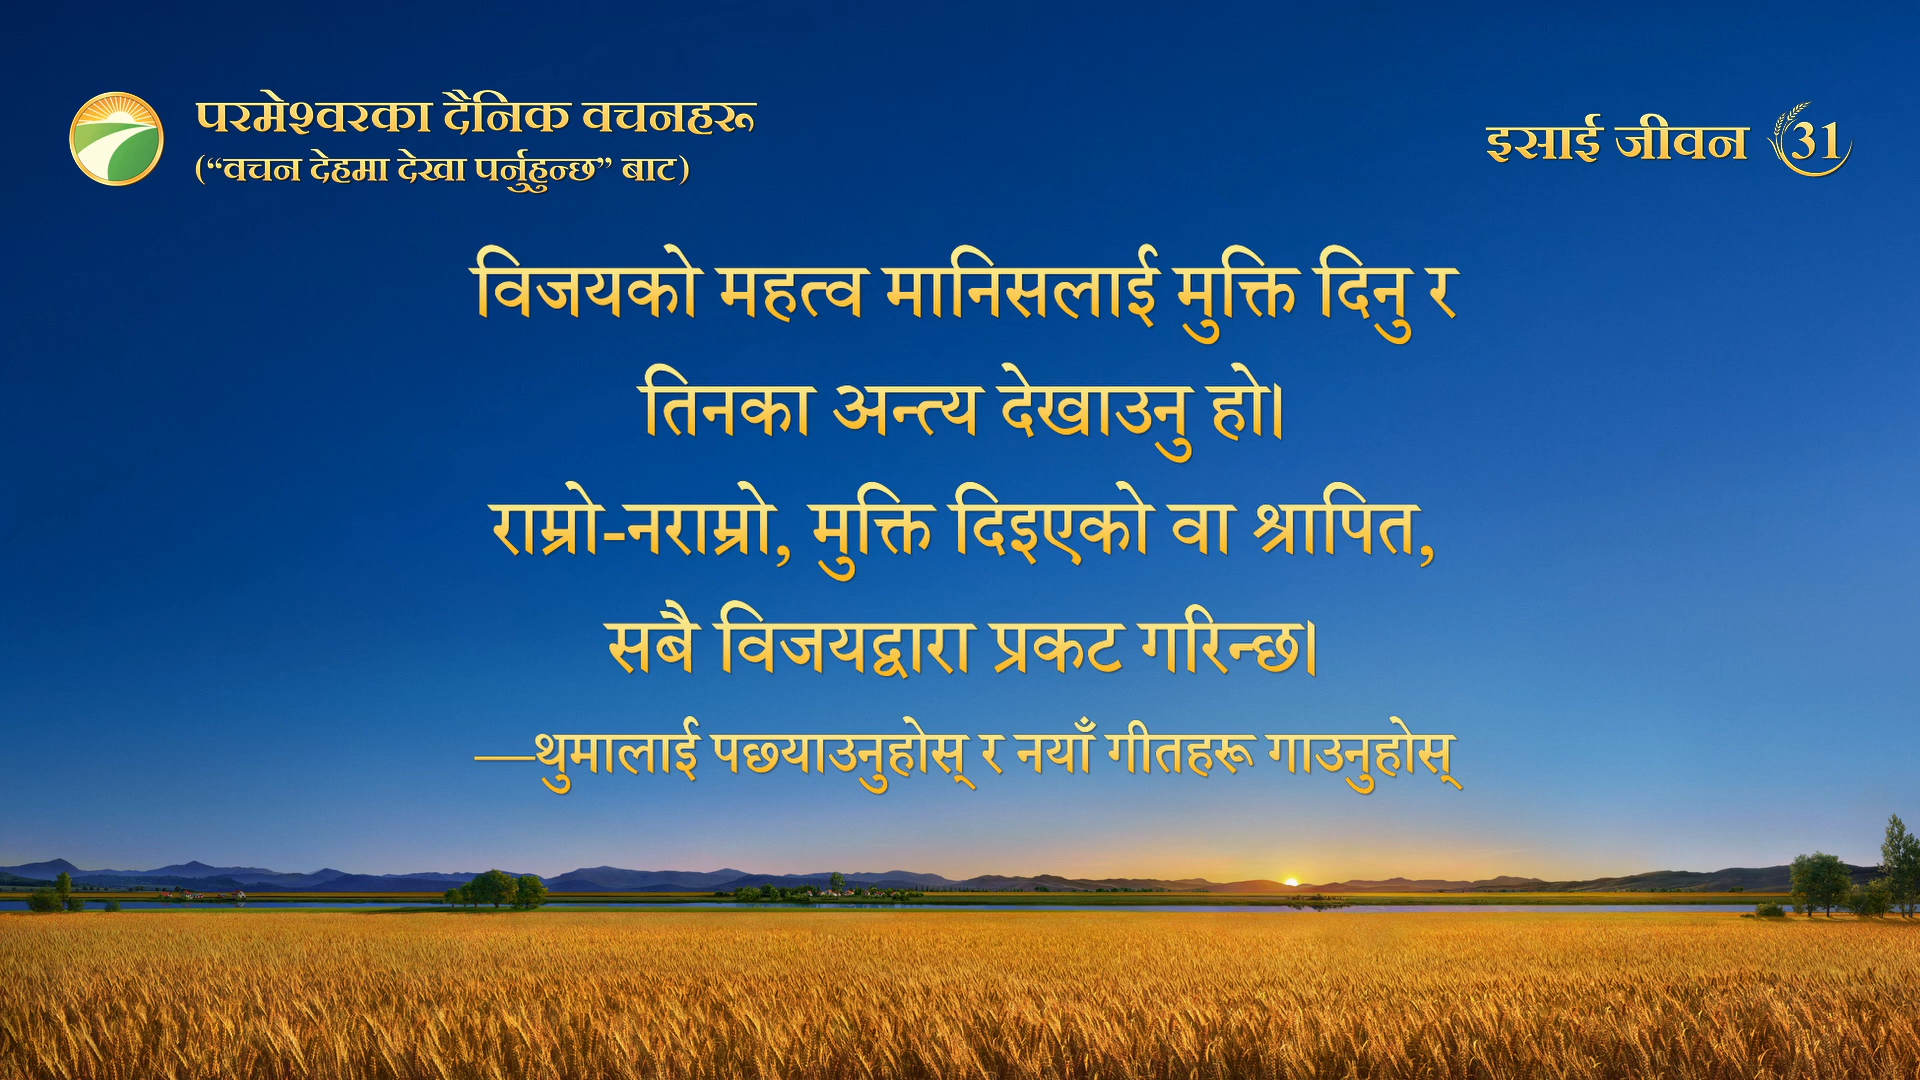 परमेश्वरका दैनिक वचनहरू
(“वचन देहमा देखा पर्नुहुन्छ” बाट)
इसाई जीवन 31
विजयको महत्व मानिसलाई मुक्ति दिनु र
तिनका अन्त्य देखाउनु हो।
राम्रो-नराम्रो, मुक्ति दिइएको वा श्रापित,
सबै विजयद्वारा प्रकट गरिन्छ।
—थुमालाई पछ्याउनुहोस् र नयाँ गीतहरू गाउनुहोस्